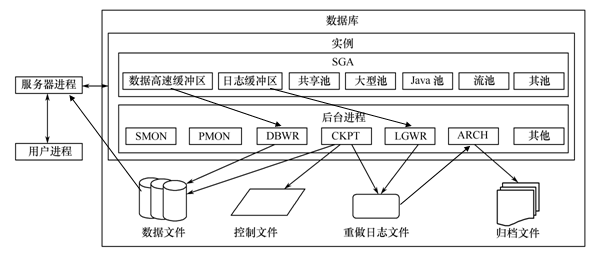 数据库
实例
SGA
服务器进程
数据高速缓冲区 日志缓冲区 共享池 大型池 Java 池 流池 其池
后台进程
用户进程
SMON PMON DBWR CKPT LGWR ARCH 其他
数据文件 控制文件 重做日志文件 归档文件